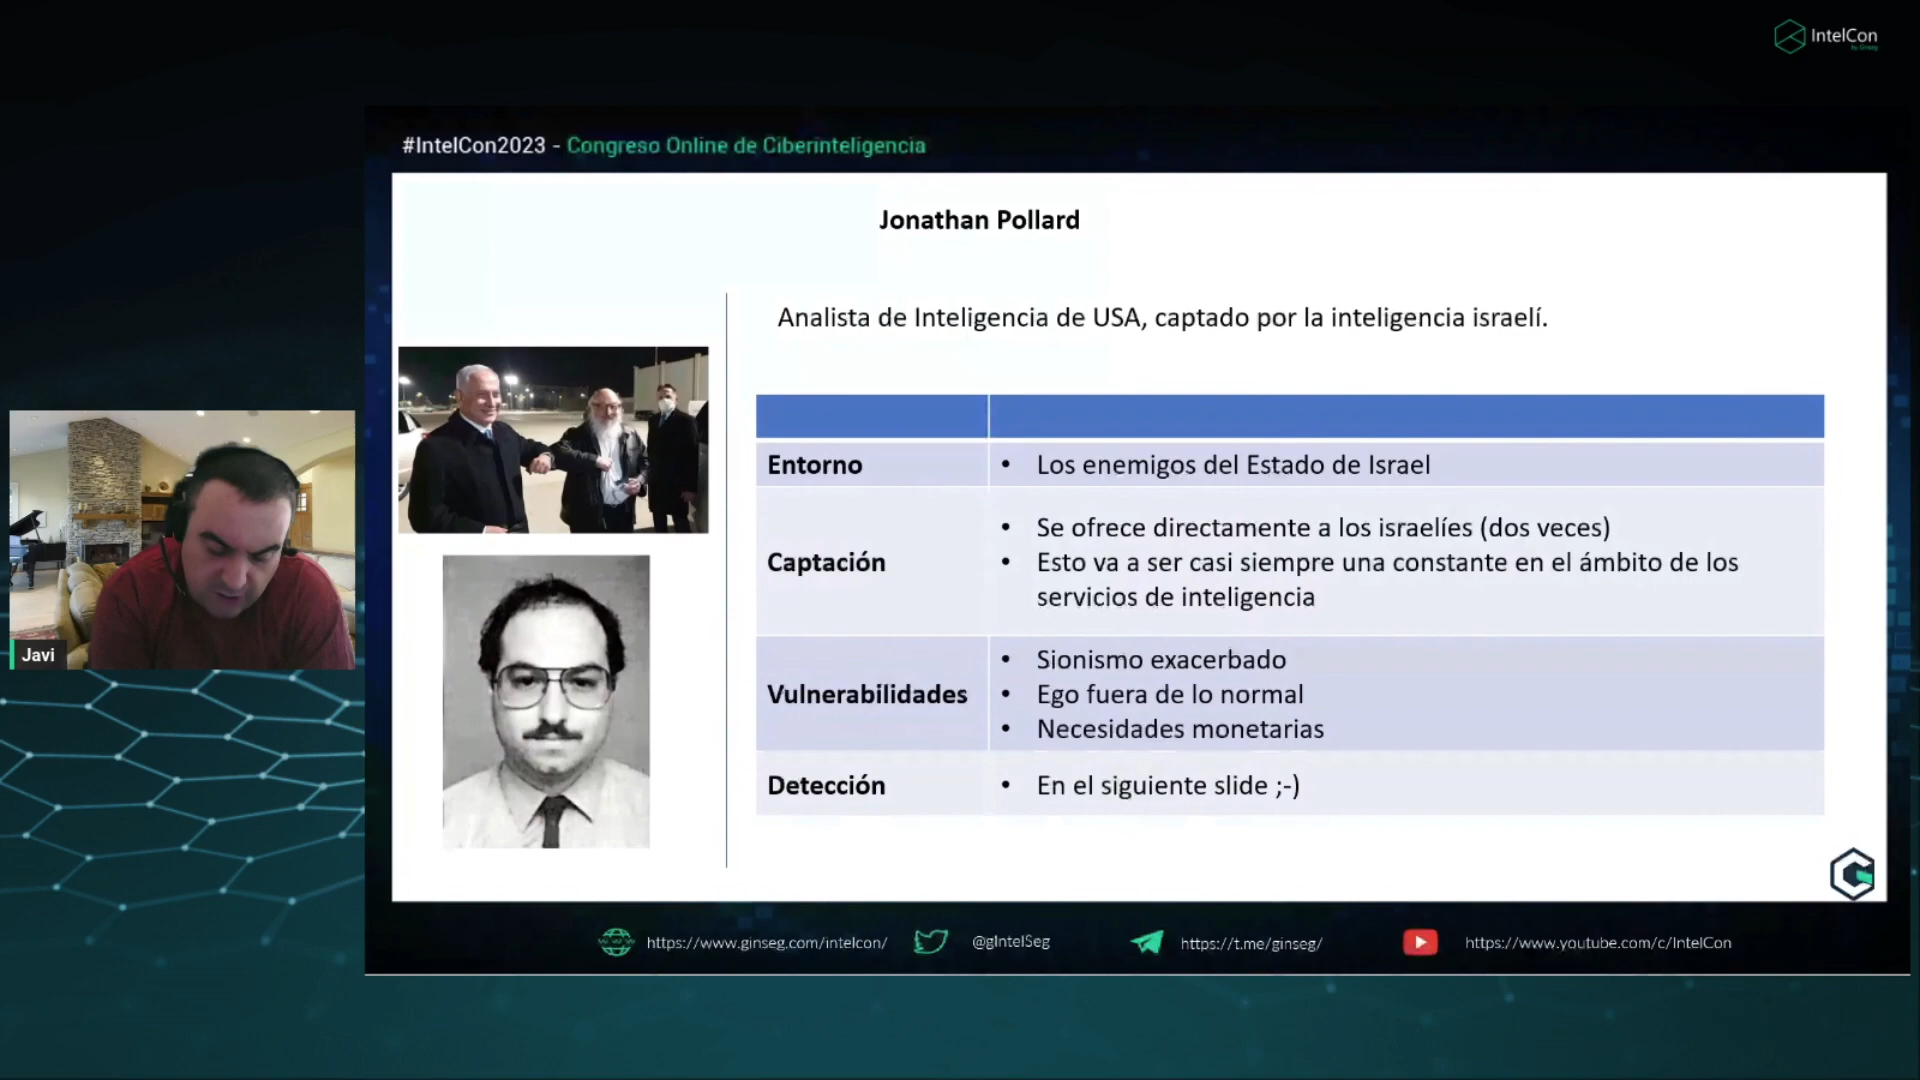 IntelCon
by Ginseg
#IntelCon2023 - Congreso Online de Ciberinteligencia
Jonathan Pollard
Analista de Inteligencia de USA, captado por la inteligencia israelí.
Entorno
• Los enemigos del Estado de Israel
Captación
• Se ofrece directamente a los israelíes (dos veces)
• Esto va a ser casi siempre una constante en el ámbito de los
servicios de inteligencia
Vulnerabilidades
• Sionismo exacerbado
• Ego fuera de lo normal
• Necesidades monetarias
Detección
• En el siguiente slide ;-)
Javi
https://www.ginseg.com/intelcon/
@gIntelSeg
https://t.me/ginseg/
https://www.youtube.com/c/IntelCon